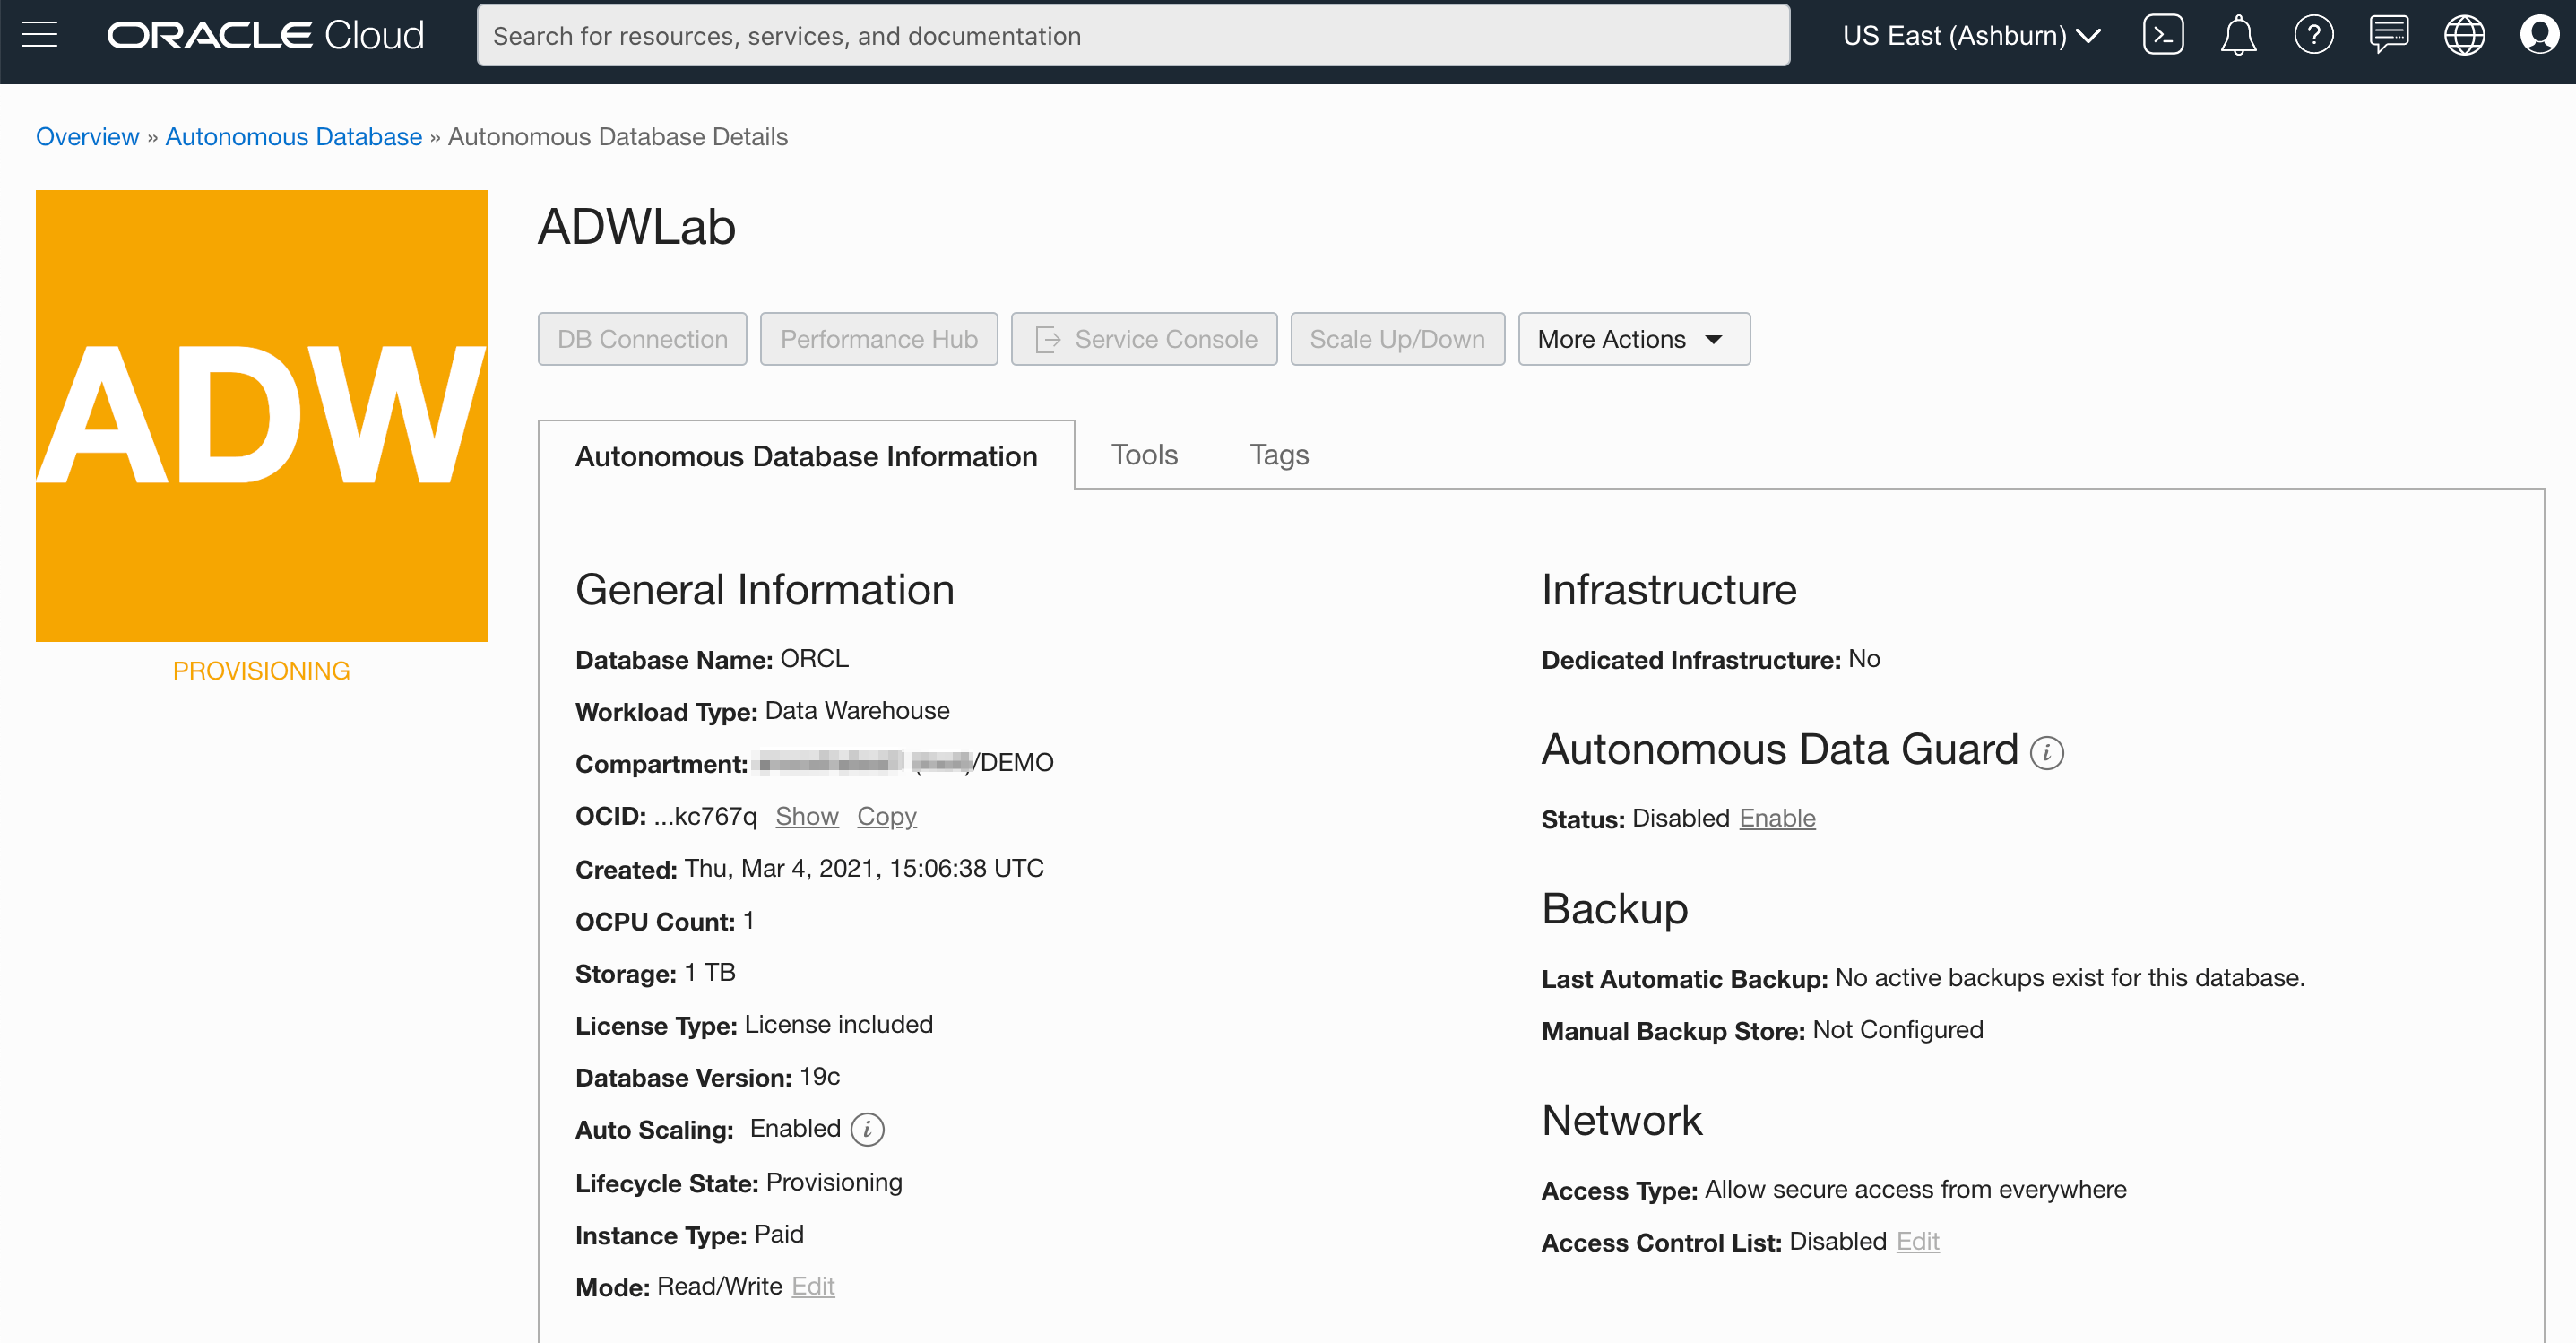 ORACLE Cloud
Search for resources, services, and documentation
US East (Ashburn)
Overview » Autonomous Database » Autonomous Database Details
ADW
PROVISIONING
ADWLab
DB Connection
Performance Hub
Service Console
Scale Up/Down
More Actions
Autonomous Database Information
Tools
Tags
General Information
Database Name: ORCL
Workload Type: Data Warehouse
Compartment: /DEMO
OCID: ...kc767q Show Copy
Created: Thu, Mar 4, 2021, 15:06:38 UTC
OCPU Count: 1
Storage: 1 TB
License Type: License included
Database Version: 19c
Auto Scaling: Enabled i
Lifecycle State: Provisioning
Instance Type: Paid
Mode: Read/Write Edit
Infrastructure
Dedicated Infrastructure: No
Autonomous Data Guard i
Status: Disabled Enable
Backup
Last Automatic Backup: No active backups exist for this database.
Manual Backup Store: Not Configured
Network
Access Type: Allow secure access from everywhere
Access Control List: Disabled Edit